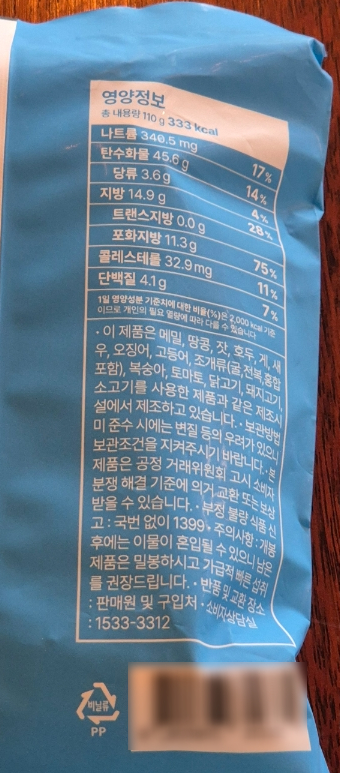 영양정보
총 내용량 110 g 333 kcal
나트륨 340.5 mg 17%
탄수화물 45.6 g 14%
당류 3.6 g 4%
지방 14.9 g 28%
트랜스지방 0.0 g
포화지방 11.3 g 75%
콜레스테롤 32.9 mg 11%
단백질 4.1 g 7%
1일 영양성분 기준치에 대한 비율(%)은 2,000 kcal 기준
이므로 개인의 필요 열량에 따라 다를 수 있습니다
• 이 제품은 메밀, 땅콩, 잣, 호두, 게, 새
우, 오징어, 고등어, 조개류(굴,전복,홍합
포함), 복숭아, 토마토, 닭고기, 돼지고기,
소고기를 사용한 제품과 같은 제조시
설에서 제조하고 있습니다. • 보관방법
미 준수 시에는 변질 등의 우려가 있으니
보관조건을 지켜주시기 바랍니다. • 본
제품은 공정 거래위원회 고시 소비자
분쟁 해결 기준에 의거 교환 또는 보상
받을 수 있습니다. • 부정 불량 식품 신
고 : 국번 없이 1399 • 주의사항 : 개봉
후에는 이물이 혼입될 수 있으니 남은
제품은 밀봉하시고 가급적 빠른 섭취
를 권장드립니다. • 반품 및 교환 장소
: 판매원 및 구입처 • 소비자상담실
: 1533-3312
비닐류
PP